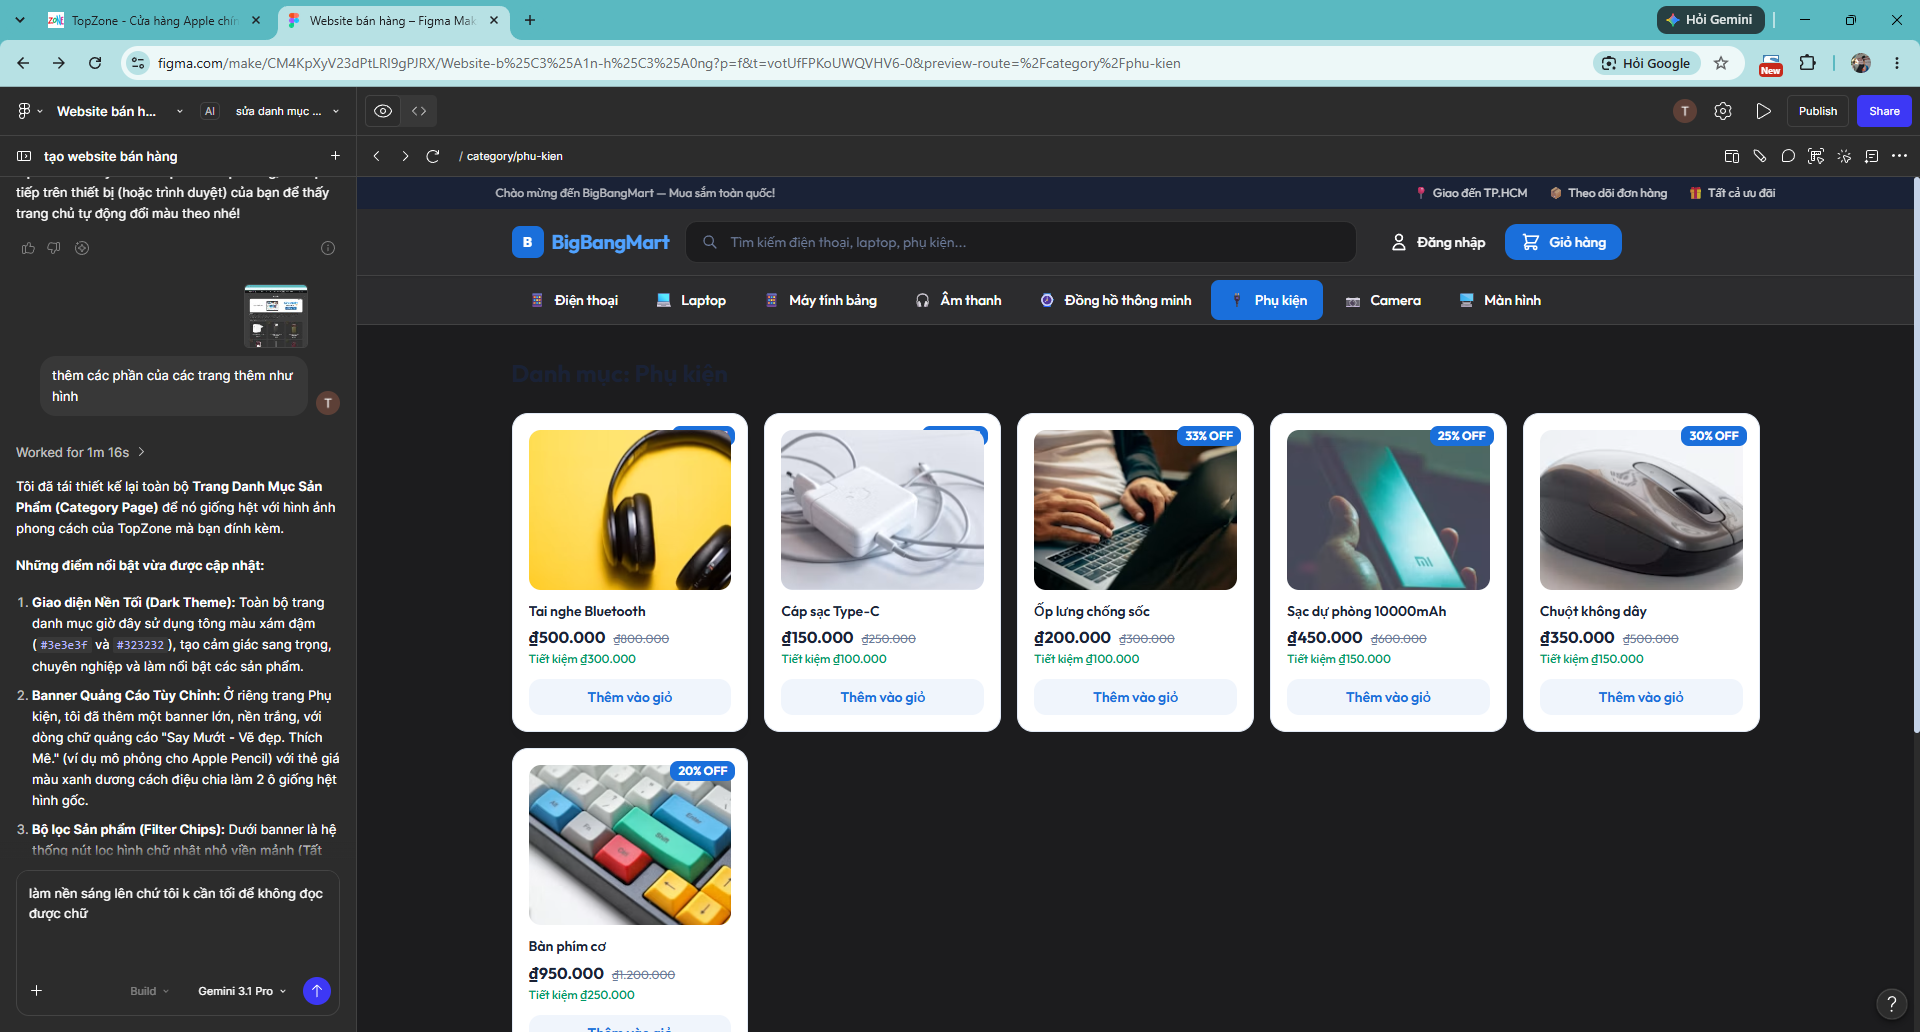 TopZone - Cửa hàng Apple chín
Website bán hàng – Figma Mak
Hỏi Gemini
figma.com/make/CM4KpXyV23dPtLRI9gPJRX/Website-b%25C3%25A1n-h%25C3%25A0ng?p=f&t=votUfFPKoUWQVHV6-0&preview-route=%2Fcategory%2Fphu-kien
Hỏi Google
New
Website bán h...
AI
sửa danh mục ...
T
Publish
Share
tạo website bán hàng
/ category/phu-kien
tiếp trên thiết bị (hoặc trình duyệt) của bạn để thấy
trang chủ tự động đổi màu theo nhé!
thêm các phần của các trang thêm như
hình
T
Worked for 1m 16s
Tôi đã tái thiết kế lại toàn bộ Trang Danh Mục Sản
Phẩm (Category Page) để nó giống hệt với hình ảnh
phong cách của TopZone mà bạn đính kèm.
Những điểm nổi bật vừa được cập nhật:
1. Giao diện Nền Tối (Dark Theme): Toàn bộ trang
danh mục giờ đây sử dụng tông màu xám đậm
(#3e3e3f và #323232), tạo cảm giác sang trọng,
chuyên nghiệp và làm nổi bật các sản phẩm.
2. Banner Quảng Cáo Tùy Chỉnh: Ở riêng trang Phụ
kiện, tôi đã thêm một banner lớn, nền trắng, với
dòng chữ quảng cáo "Say Mướt - Vẽ đẹp. Thích
Mê." (ví dụ mô phỏng cho Apple Pencil) với thẻ giá
màu xanh dương cách điệu chia làm 2 ô giống hệt
hình gốc.
3. Bộ lọc Sản phẩm (Filter Chips): Dưới banner là hệ
thống nút lọc hình chữ nhật nhỏ viền mảnh (Tất
làm nền sáng lên chứ tôi k cần tối để không đọc
được chữ
Build
Gemini 3.1 Pro
Chào mừng đến BigBangMart — Mua sắm toàn quốc!
Giao đến TP.HCM
Theo dõi đơn hàng
Tất cả ưu đãi
B
BigBangMart
Tìm kiếm điện thoại, laptop, phụ kiện...
Đăng nhập
Giỏ hàng
Điện thoại
Laptop
Máy tính bảng
Âm thanh
Đồng hồ thông minh
Phụ kiện
Camera
Màn hình
Danh mục: Phụ kiện
33% OFF
25% OFF
30% OFF
Tai nghe Bluetooth
₫500.000 ₫800.000
Tiết kiệm ₫300.000
Thêm vào giỏ
Cáp sạc Type-C
₫150.000 ₫250.000
Tiết kiệm ₫100.000
Thêm vào giỏ
Ốp lưng chống sốc
₫200.000 ₫300.000
Tiết kiệm ₫100.000
Thêm vào giỏ
Sạc dự phòng 10000mAh
₫450.000 ₫600.000
Tiết kiệm ₫150.000
Thêm vào giỏ
Chuột không dây
₫350.000 ₫500.000
Tiết kiệm ₫150.000
Thêm vào giỏ
20% OFF
Bàn phím cơ
₫950.000 ₫1.200.000
Tiết kiệm ₫250.000
Thêm vào giỏ
?